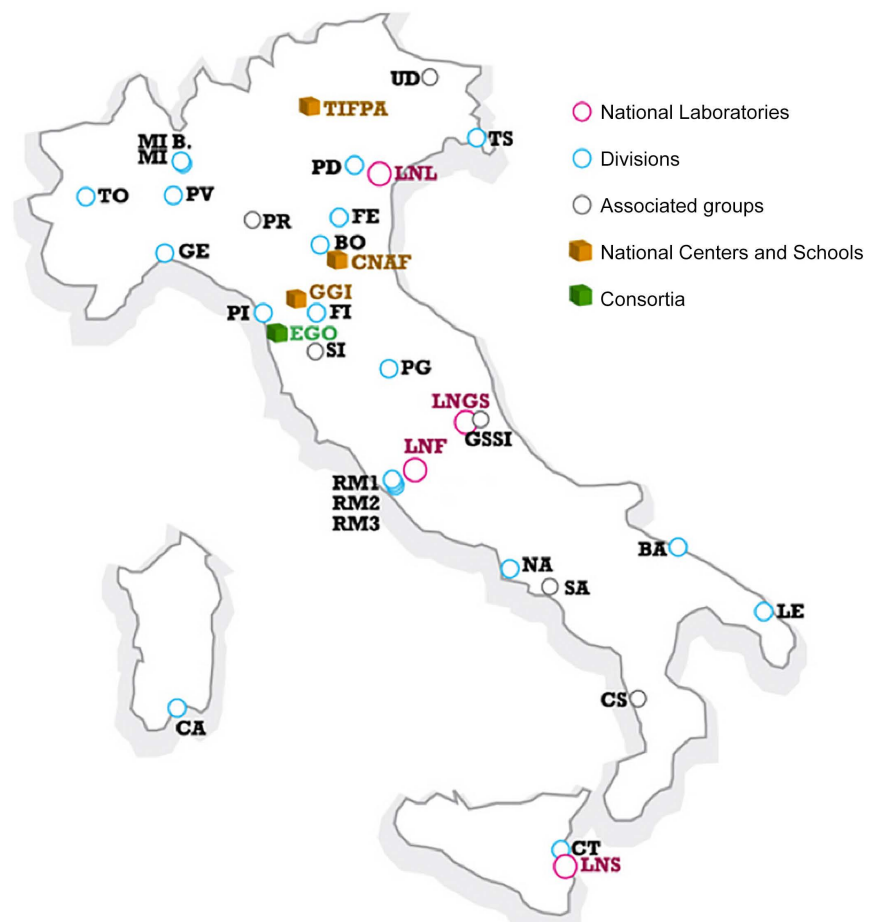 UD
TIFPA
National Laboratories
MI B.
MI
TS
PD
LNL
Divisions
TO
PV
PR
FE
Associated groups
BO
GE
CNAF
National Centers and Schools
GGI
PI
FI
Consortia
EGO
SI
PG
LNGS
GSSI
LNF
RM1
RM2
RM3
BA
NA
SA
LE
CS
CA
CT
LNS